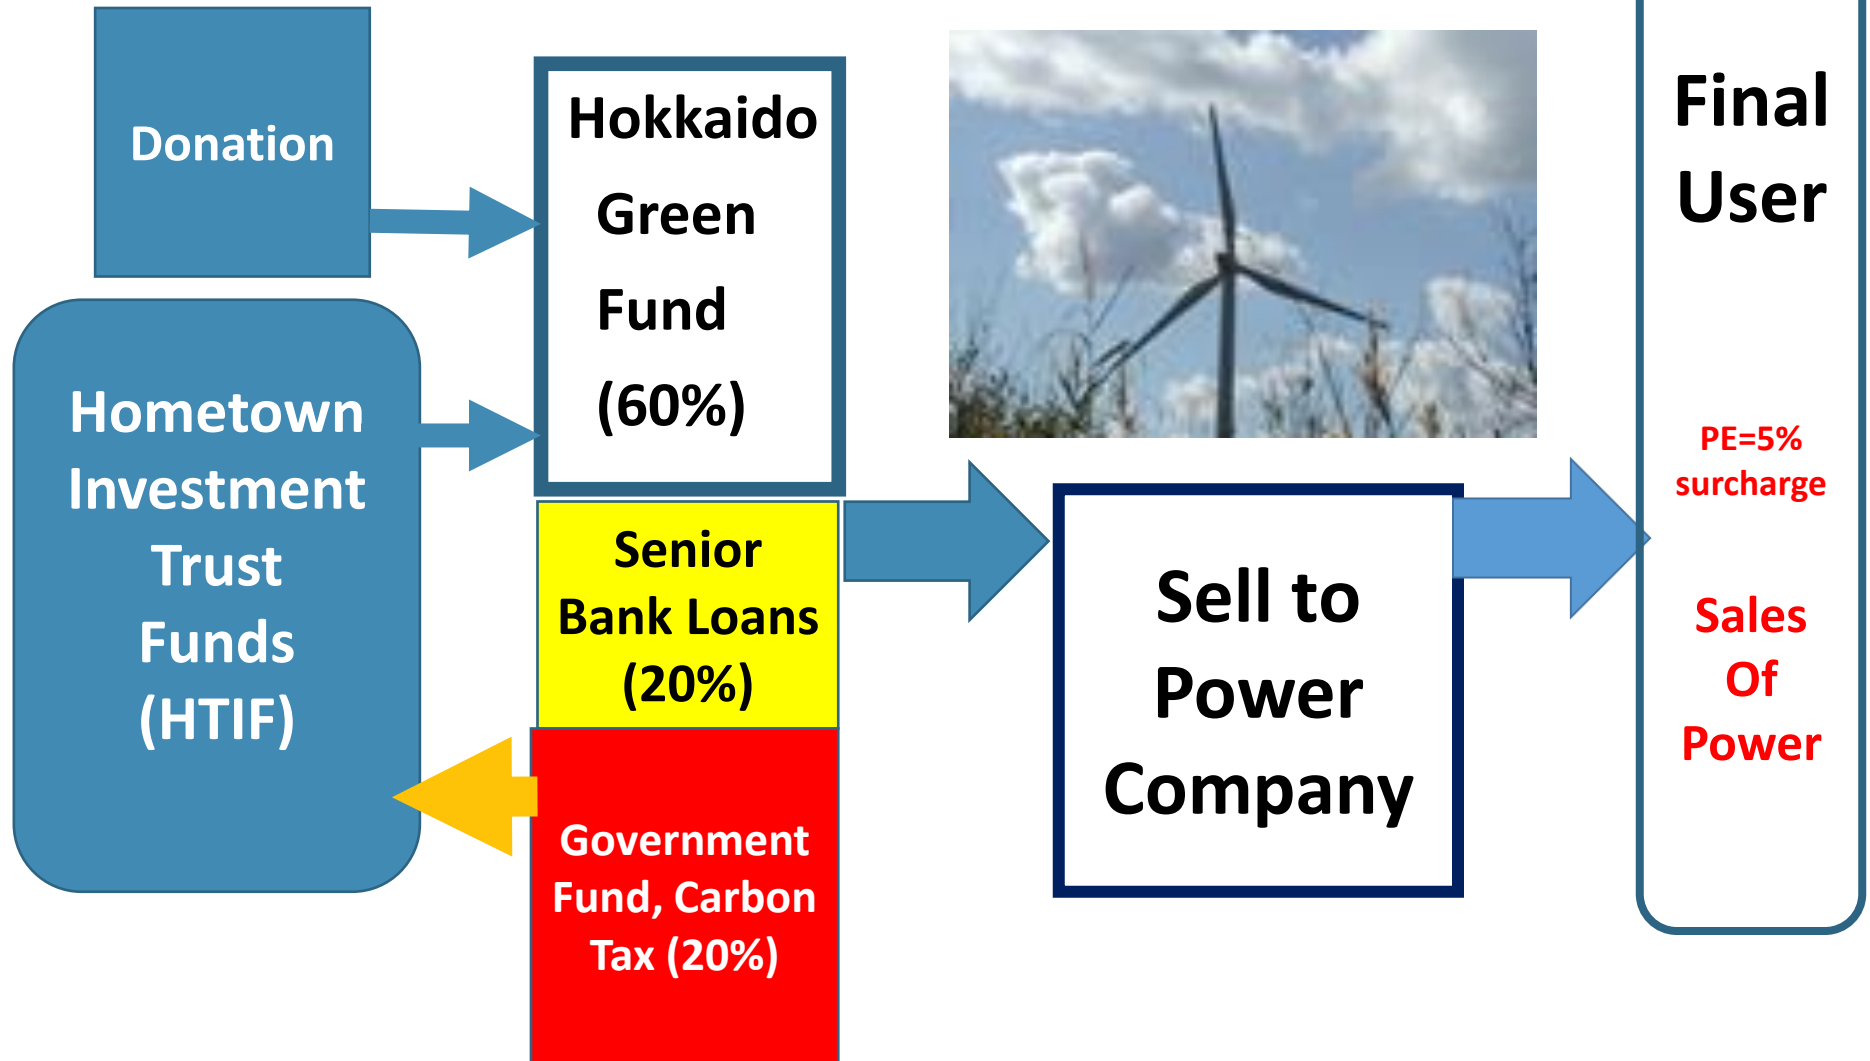 Donation
Hometown
Investment
Trust
Funds
(HTIF)
Hokkaido
Green
Fund
(60%)
Senior
Bank Loans
(20%)
Government
Fund, Carbon
Tax (20%)
Sell to
Power
Company
Final
User
PE=5%
surcharge
Sales
Of
Power